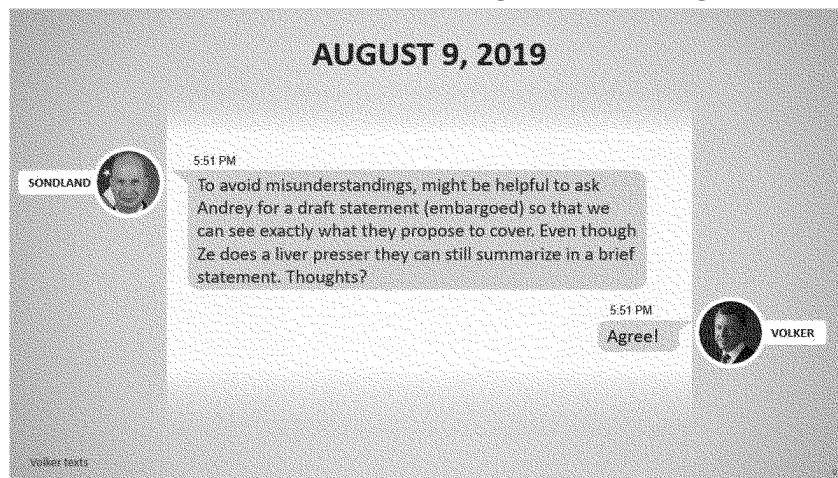 AUGUST 9, 2019
SONDLAND
5:51 PM
To avoid misunderstandings, might be helpful to ask
Andrey for a draft statement (embargoed) so that we
can see exactly what they propose to cover. Even though
Ze does a liver presser they can still summarize in a brief
statement. Thoughts?
5:51 PM
Agree!
VOLKER
Volker texts